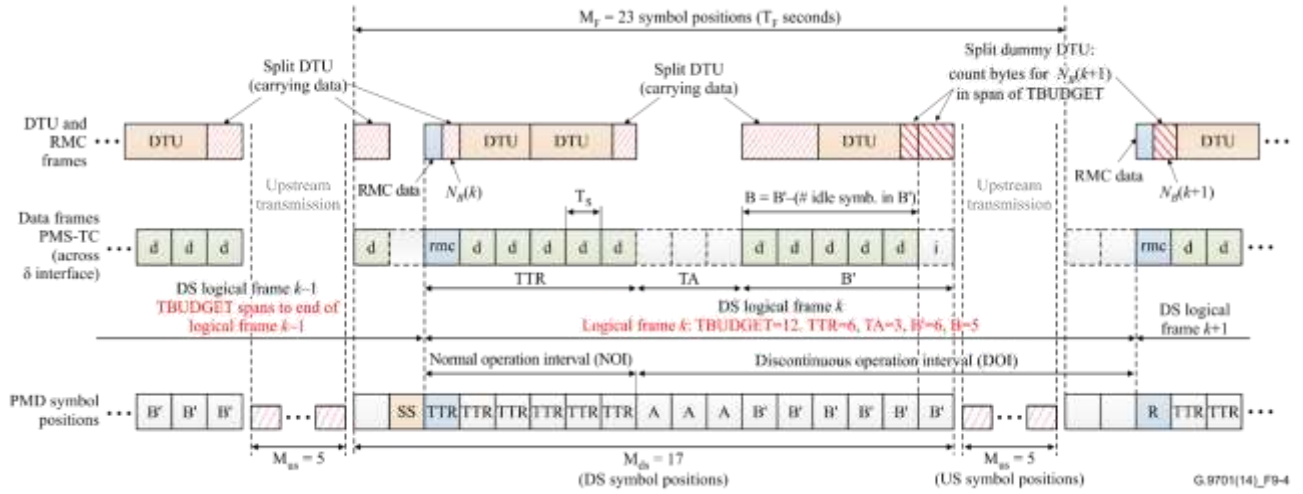 M_F = 23 symbol positions (T_F seconds)
Split DTU
(carrying data)
Split DTU
(carrying data)
Split dummy DTU:
count bytes for N_B(k+1)
in span of TBUDGET
DTU and
RMC
frames
DTU
DTU
DTU
DTU
DTU
RMC data
N_B(k)
Upstream
transmission
T_S
B = B'–(# idle symb. in B')
Upstream
transmission
RMC data
N_B(k+1)
Data frames
PMS-TC
(across
δ interface)
d d d d rmc d d d d d d d d d d i rmc d d
TTR TA B'
DS logical frame k–1
TBUDGET spans to end of
logical frame k–1
DS logical frame k
Logical frame k: TBUDGET=12, TTR=6, TA=3, B'=6, B=5
DS logical
frame k+1
Normal operation interval (NOI)
Discontinuous operation interval (DOI)
PMD symbol
positions
B' B' B' SS TTR TTR TTR TTR TTR TTR A A A B' B' B' B' B' B' R TTR TTR
M_us = 5
M_ds = 17
(DS symbol positions)
M_us = 5
(US symbol positions)
G.9701(14)_F9-4